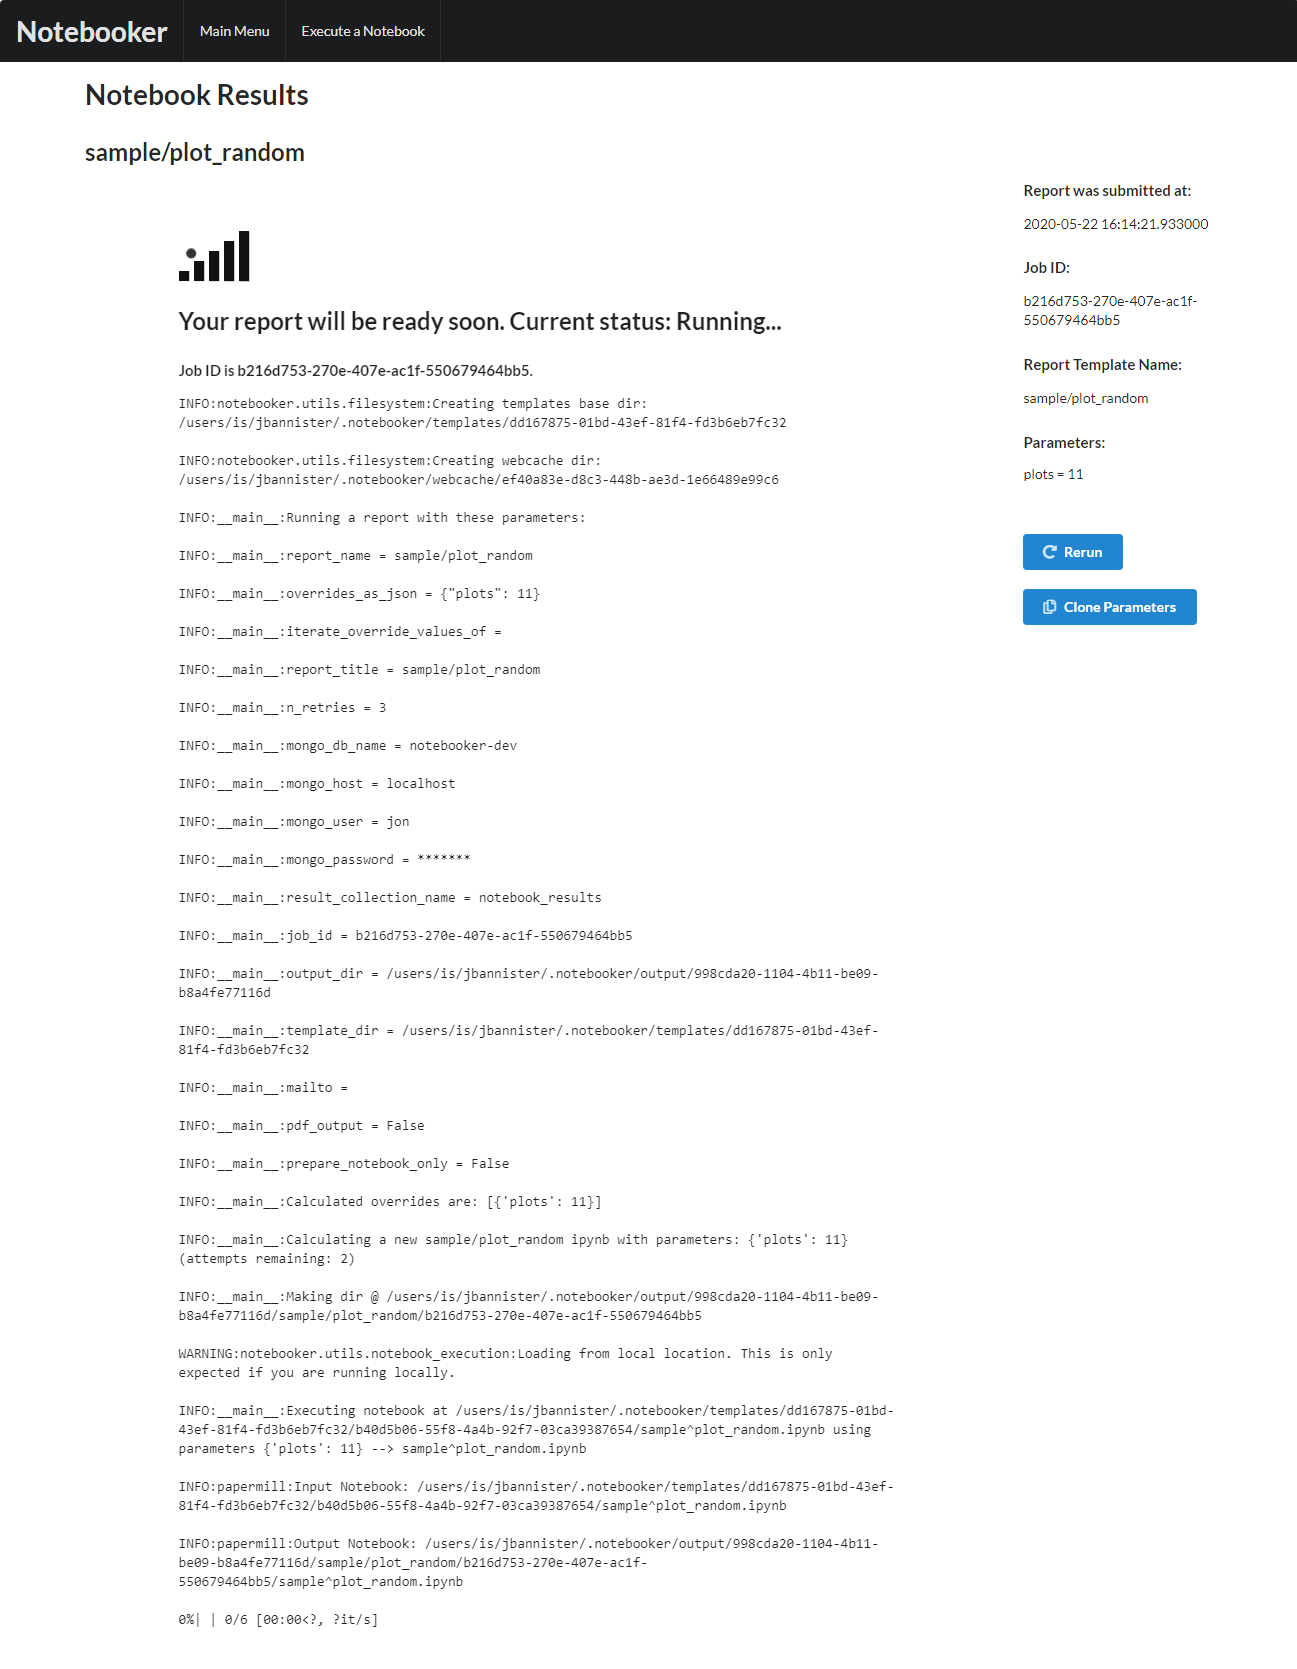 Notebooker
Main Menu
Execute a Notebook
Notebook Results
sample/plot_random
Your report will be ready soon. Current status: Running...
Job ID is b216d753-270e-407e-ac1f-550679464bb5.
INFO:notebooker.utils.filesystem:Creating templates base dir:
/users/is/jbannister/.notebooker/templates/dd167875-01bd-43ef-81f4-fd3b6eb7fc32
INFO:notebooker.utils.filesystem:Creating webcache dir:
/users/is/jbannister/.notebooker/webcache/ef40a83e-d8c3-448b-ae3d-1e66489e99c6
INFO:__main__:Running a report with these parameters:
INFO:__main__:report_name = sample/plot_random
INFO:__main__:overrides_as_json = {"plots": 11}
INFO:__main__:iterate_override_values_of =
INFO:__main__:report_title = sample/plot_random
INFO:__main__:n_retries = 3
INFO:__main__:mongo_db_name = notebooker-dev
INFO:__main__:mongo_host = localhost
INFO:__main__:mongo_user = jon
INFO:__main__:mongo_password = *******
INFO:__main__:result_collection_name = notebook_results
INFO:__main__:job_id = b216d753-270e-407e-ac1f-550679464bb5
INFO:__main__:output_dir = /users/is/jbannister/.notebooker/output/998cda20-1104-4b11-be09-
b8a4fe77116d
INFO:__main__:template_dir = /users/is/jbannister/.notebooker/templates/dd167875-01bd-43ef-
81f4-fd3b6eb7fc32
INFO:__main__:mailto =
INFO:__main__:pdf_output = False
INFO:__main__:prepare_notebook_only = False
INFO:__main__:Calculated overrides are: [{'plots': 11}]
INFO:__main__:Calculating a new sample/plot_random ipynb with parameters: {'plots': 11}
(attempts remaining: 2)
INFO:__main__:Making dir @ /users/is/jbannister/.notebooker/output/998cda20-1104-4b11-be09-
b8a4fe77116d/sample/plot_random/b216d753-270e-407e-ac1f-550679464bb5
WARNING:notebooker.utils.notebook_execution:Loading from local location. This is only
expected if you are running locally.
INFO:__main__:Executing notebook at /users/is/jbannister/.notebooker/templates/dd167875-01bd-
43ef-81f4-fd3b6eb7fc32/b40d5b06-55f8-4a4b-92f7-03ca39387654/sample^plot_random.ipynb using
parameters {'plots': 11} --> sample^plot_random.ipynb
INFO:papermill:Input Notebook: /users/is/jbannister/.notebooker/templates/dd167875-01bd-43ef-
81f4-fd3b6eb7fc32/b40d5b06-55f8-4a4b-92f7-03ca39387654/sample^plot_random.ipynb
INFO:papermill:Output Notebook: /users/is/jbannister/.notebooker/output/998cda20-1104-4b11-
be09-b8a4fe77116d/sample/plot_random/b216d753-270e-407e-ac1f-
550679464bb5/sample^plot_random.ipynb
0%| | 0/6 [00:00<?, ?it/s]
Report was submitted at:
2020-05-22 16:14:21.933000
Job ID:
b216d753-270e-407e-ac1f-
550679464bb5
Report Template Name:
sample/plot_random
Parameters:
plots = 11
Rerun
Clone Parameters